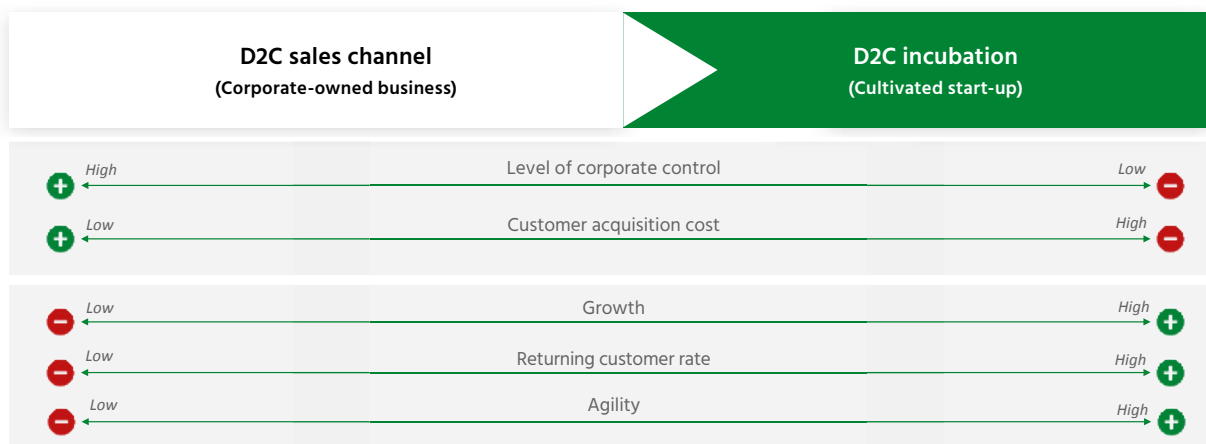 D2C sales channel
(Corporate-owned business)
D2C incubation
(Cultivated start-up)
High
Level of corporate control
Low
Low
Customer acquisition cost
High
Low
Growth
High
Low
Returning customer rate
High
Low
Agility
High